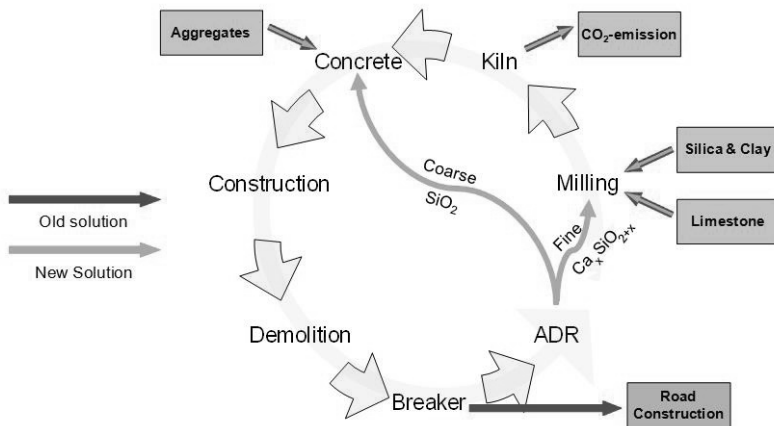 Aggregates
Concrete
Kiln
CO₂-emission
Silica & Clay
Coarse
SiO₂
Construction
Milling
Limestone
Old solution
New Solution
Fine
CaₓSiO₂₊ₓ
Demolition
ADR
Breaker
Road
Construction